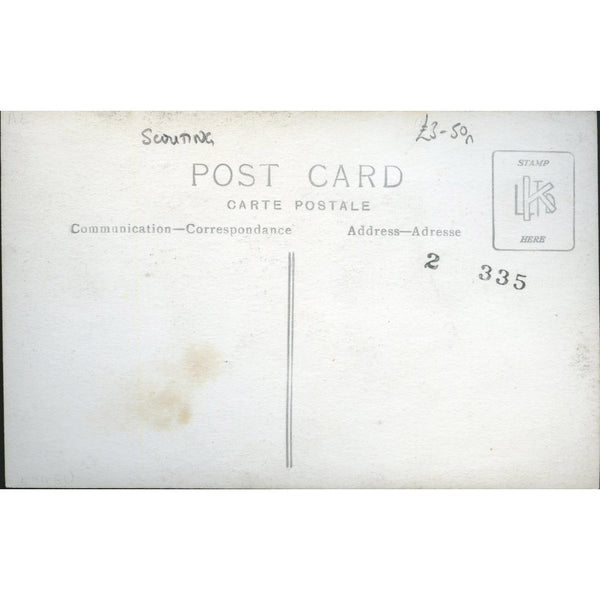 SCOUTING
£3-50p
POST CARD
CARTE POSTALE
Communication—Correspondance
Address—Adresse
STAMP
HERE
2 335